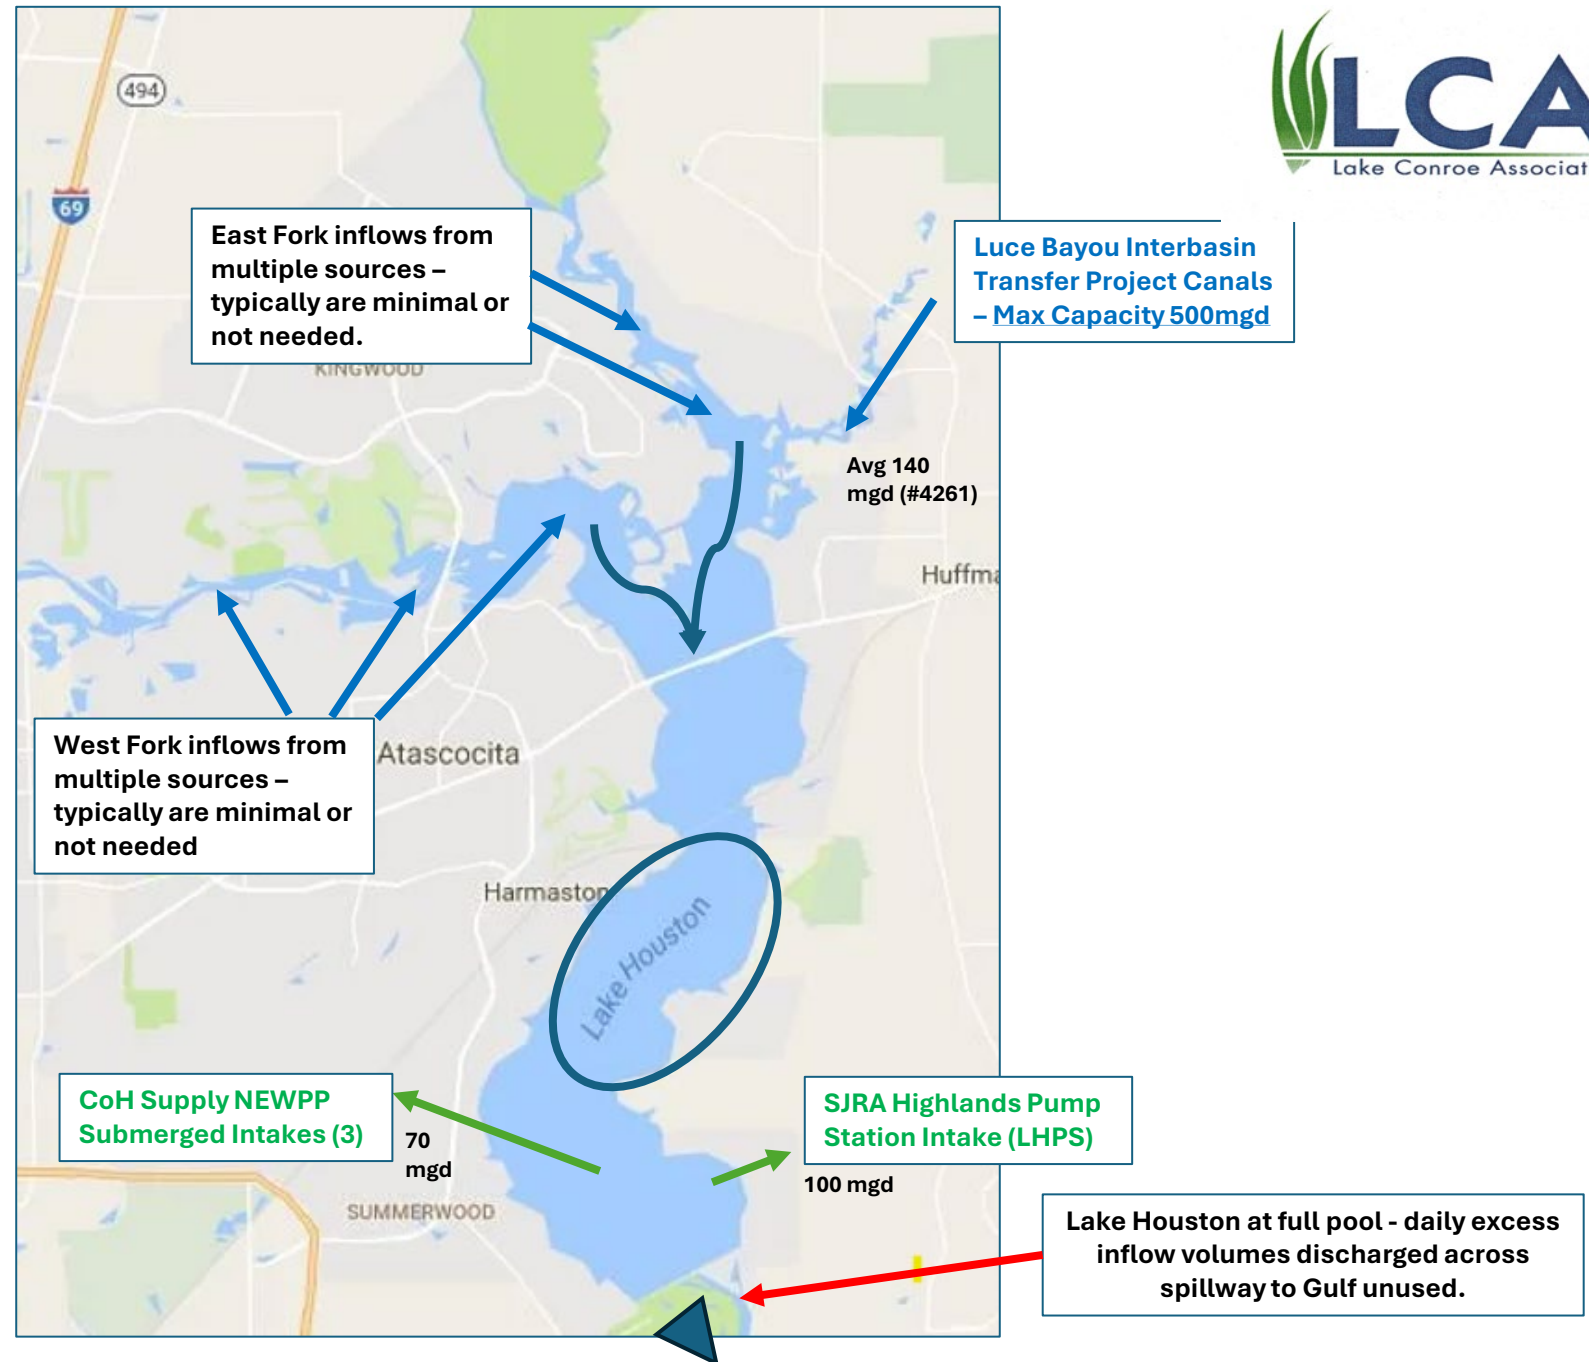 494
LCA
Lake Conroe Associat
69
East Fork inflows from
multiple sources –
typically are minimal or
not needed.
Luce Bayou Interbasin
Transfer Project Canals
– Max Capacity 500mgd
KINGWOOD
Avg 140
mgd (#4261)
Huffma
West Fork inflows from
multiple sources –
typically are minimal or
not needed
Atascocita
Harmaston
Lake Houston
CoH Supply NEWPP
Submerged Intakes (3)
70
mgd
SJRA Highlands Pump
Station Intake (LHPS)
100 mgd
SUMMERWOOD
Lake Houston at full pool - daily excess
inflow volumes discharged across
spillway to Gulf unused.